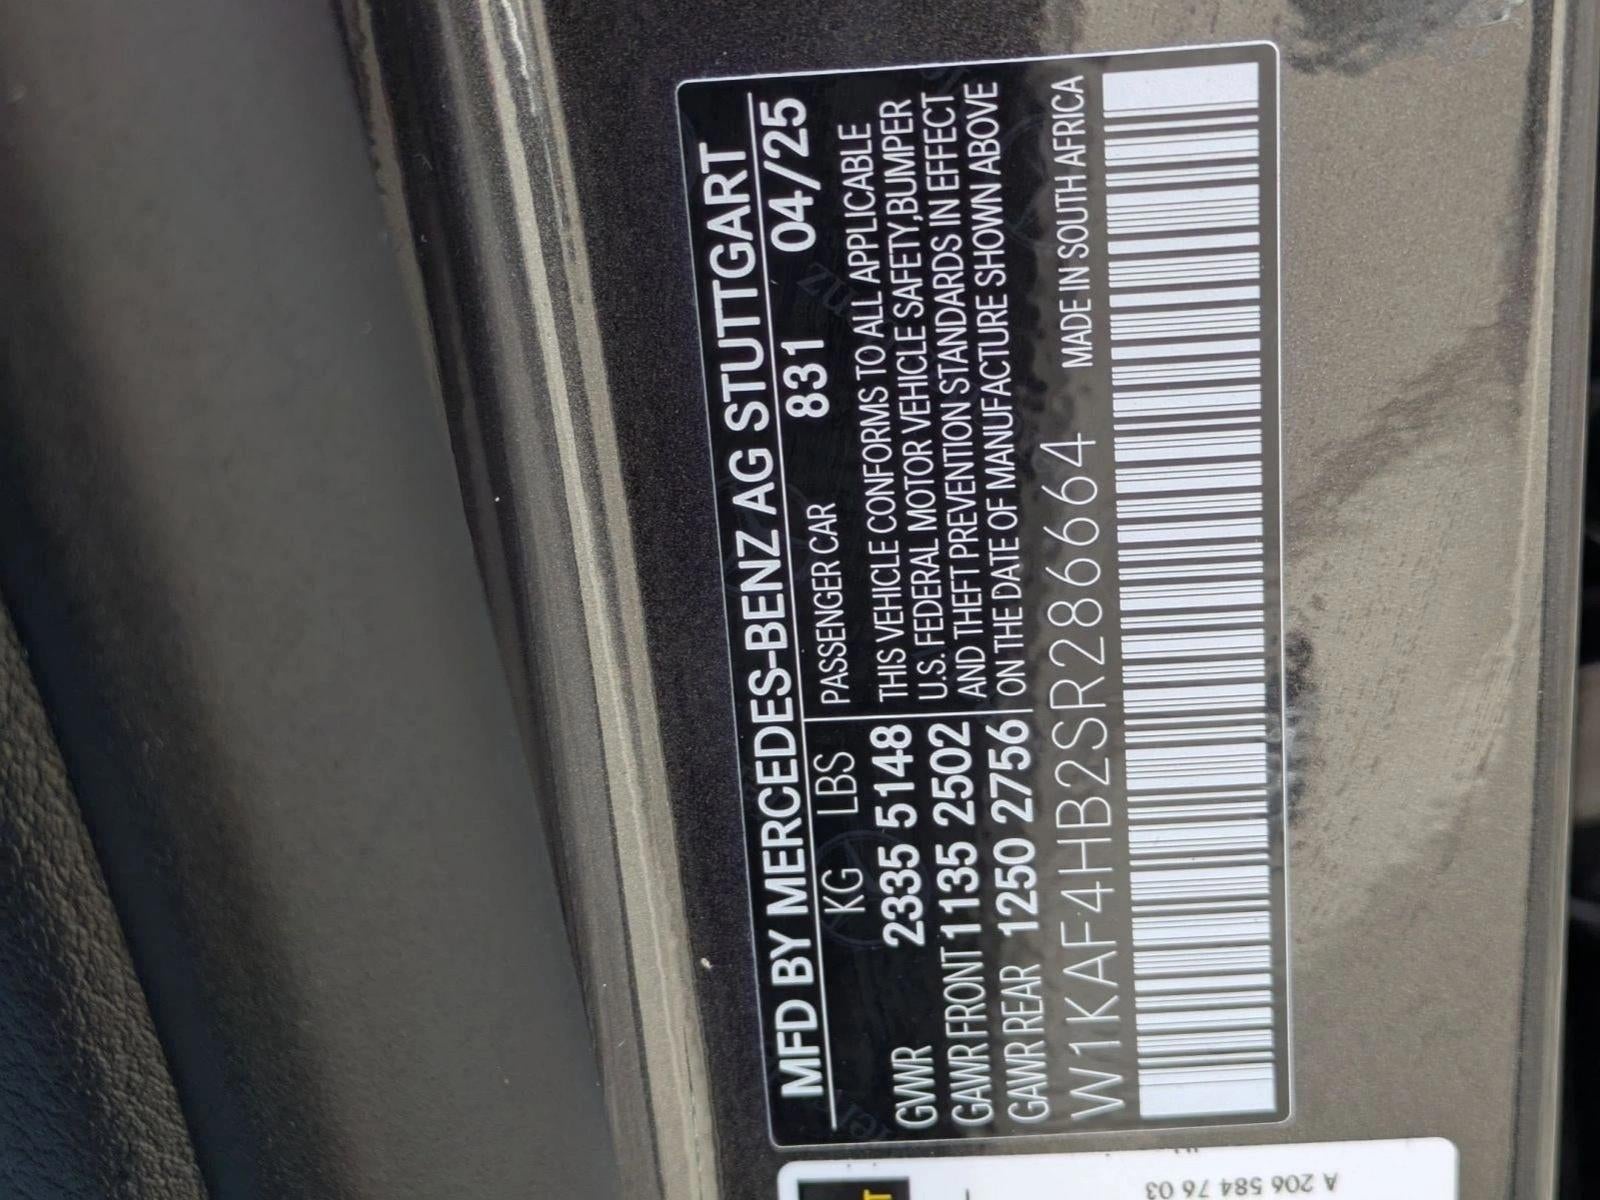 MFD BY MERCEDES-BENZ AG STUTTGART
KG LBS PASSENGER CAR 831 04/25
GVWR 2335 5148 THIS VEHICLE CONFORMS TO ALL APPLICABLE
GAWR FRONT 1135 2502 U.S. FEDERAL MOTOR VEHICLE SAFETY, BUMPER
GAWR REAR 1250 2756 AND THEFT PREVENTION STANDARDS IN EFFECT
ON THE DATE OF MANUFACTURE SHOWN ABOVE
W1KAF4HB2SR286664 MADE IN SOUTH AFRICA
A 206 584 76 03